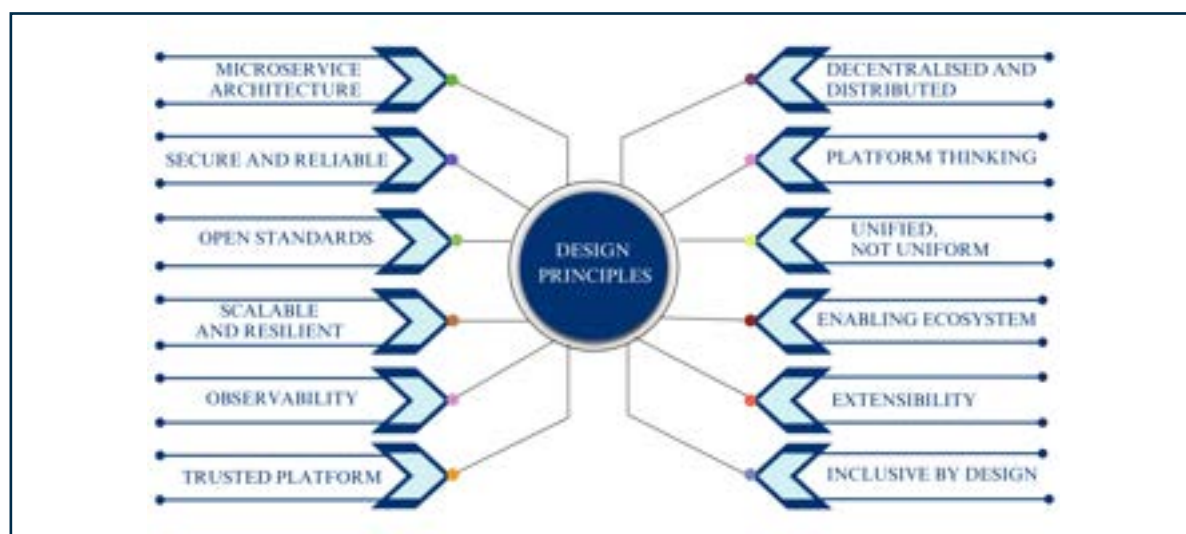 MICROSERVICE
ARCHITECTURE
SECURE AND RELIABLE
OPEN STANDARDS
SCALABLE
AND RESILIENT
OBSERVABILITY
TRUSTED PLATFORM
DESIGN
PRINCIPLES
DECENTRALISED AND
DISTRIBUTED
PLATFORM THINKING
UNIFIED,
NOT UNIFORM
ENABLING ECOSYSTEM
EXTENSIBILITY
INCLUSIVE BY DESIGN